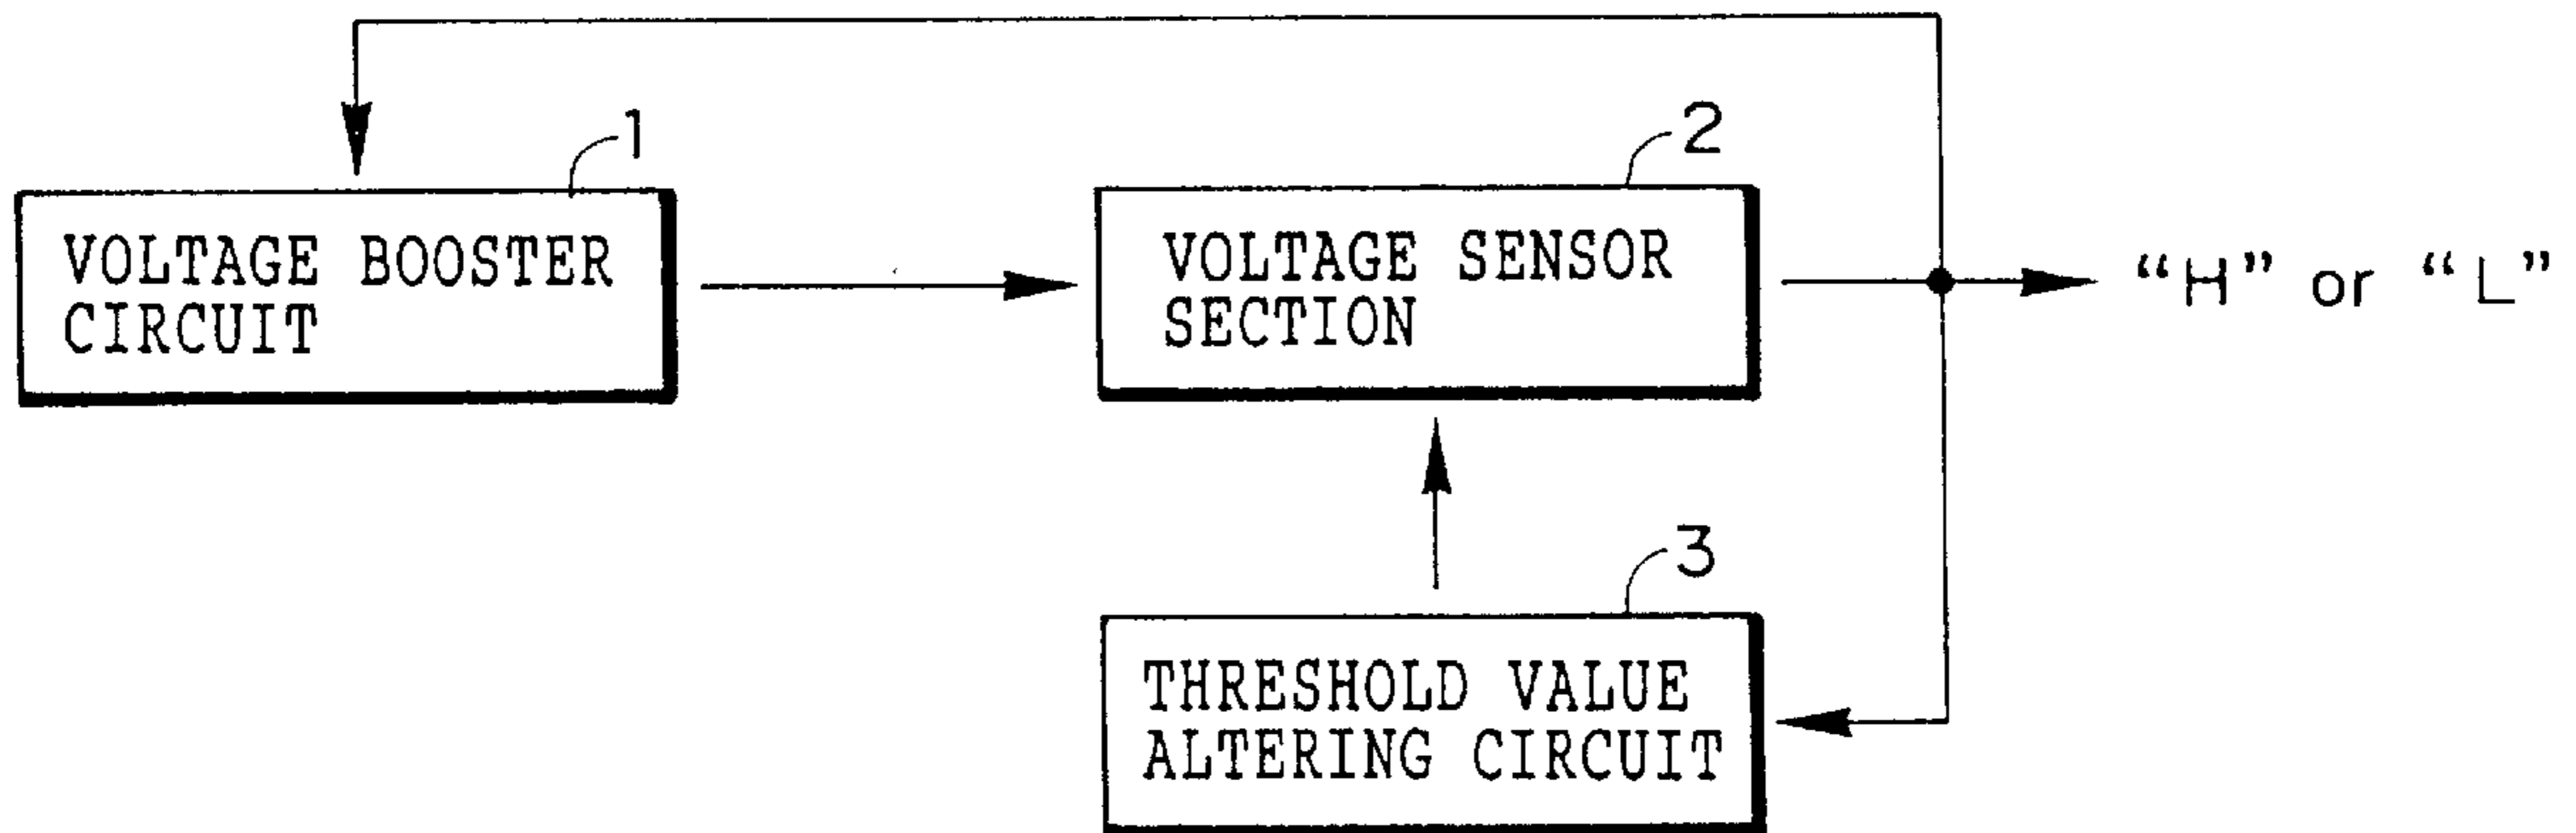 1
VOLTAGE BOOSTER
CIRCUIT
2
VOLTAGE SENSOR
SECTION
“H” or “L”
3
THRESHOLD VALUE
ALTERING CIRCUIT